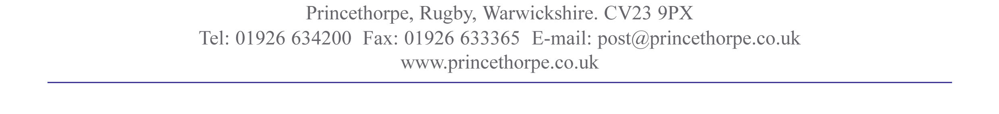 Princethorpe, Rugby, Warwickshire. CV23 9PX
Tel: 01926 634200  Fax: 01926 633365  E-mail: post@princethorpe.co.uk
www.princethorpe.co.uk